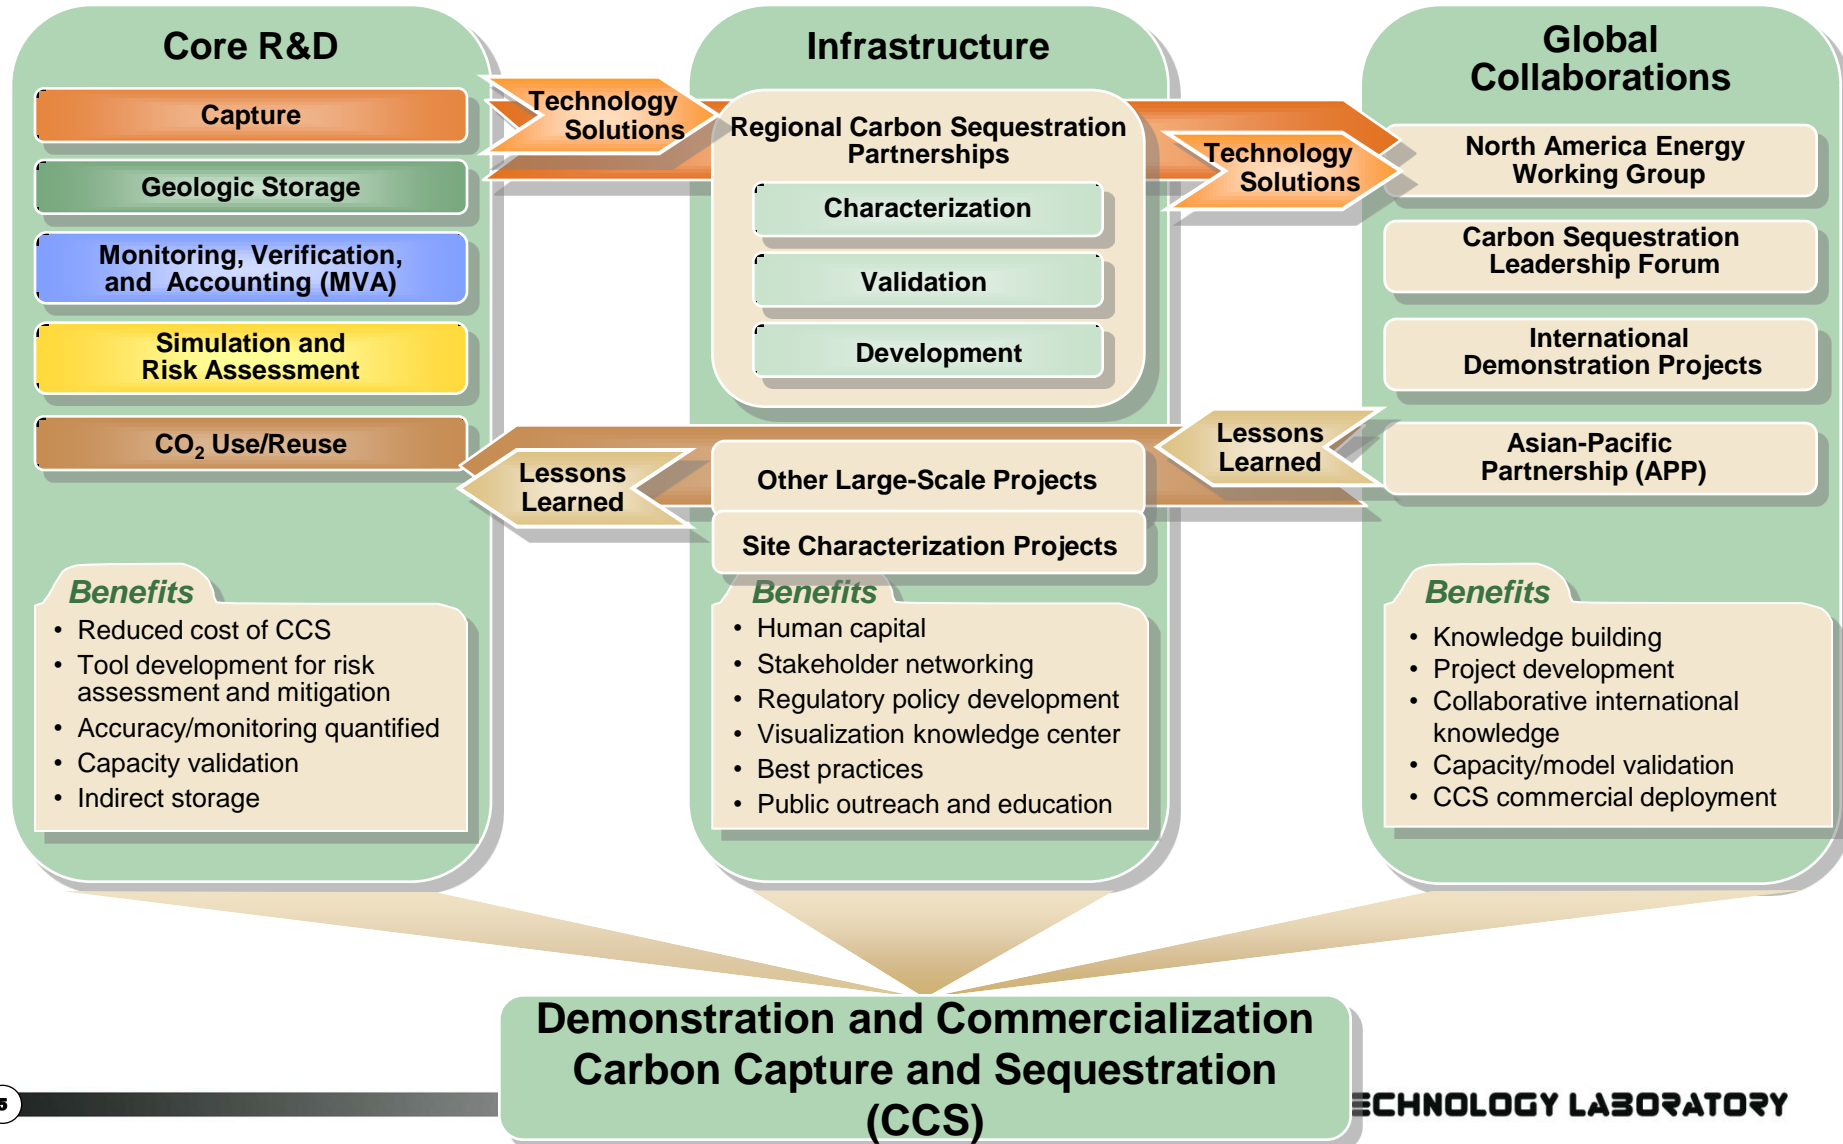 Core R&D
Capture
Geologic Storage
Monitoring, Verification,
and Accounting (MVA)
Simulation and
Risk Assessment
CO₂ Use/Reuse
Benefits
• Reduced cost of CCS
• Tool development for risk
assessment and mitigation
• Accuracy/monitoring quantified
• Capacity validation
• Indirect storage
Technology
Solutions
Lessons
Learned
Infrastructure
Regional Carbon Sequestration
Partnerships
Characterization
Validation
Development
Other Large-Scale Projects
Site Characterization Projects
Benefits
• Human capital
• Stakeholder networking
• Regulatory policy development
• Visualization knowledge center
• Best practices
• Public outreach and education
Technology
Solutions
Lessons
Learned
Global
Collaborations
North America Energy
Working Group
Carbon Sequestration
Leadership Forum
International
Demonstration Projects
Asian-Pacific
Partnership (APP)
Benefits
• Knowledge building
• Project development
• Collaborative international
knowledge
• Capacity/model validation
• CCS commercial deployment
Demonstration and Commercialization
Carbon Capture and Sequestration
(CCS)
5
ECHNOLOGY LABORATORY